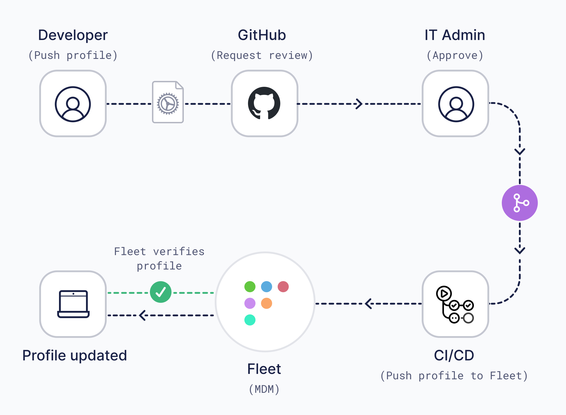 Developer
(Push profile)
GitHub
(Request review)
IT Admin
(Approve)
Fleet verifies
profile
Profile updated
Fleet
(MDM)
CI/CD
(Push profile to Fleet)